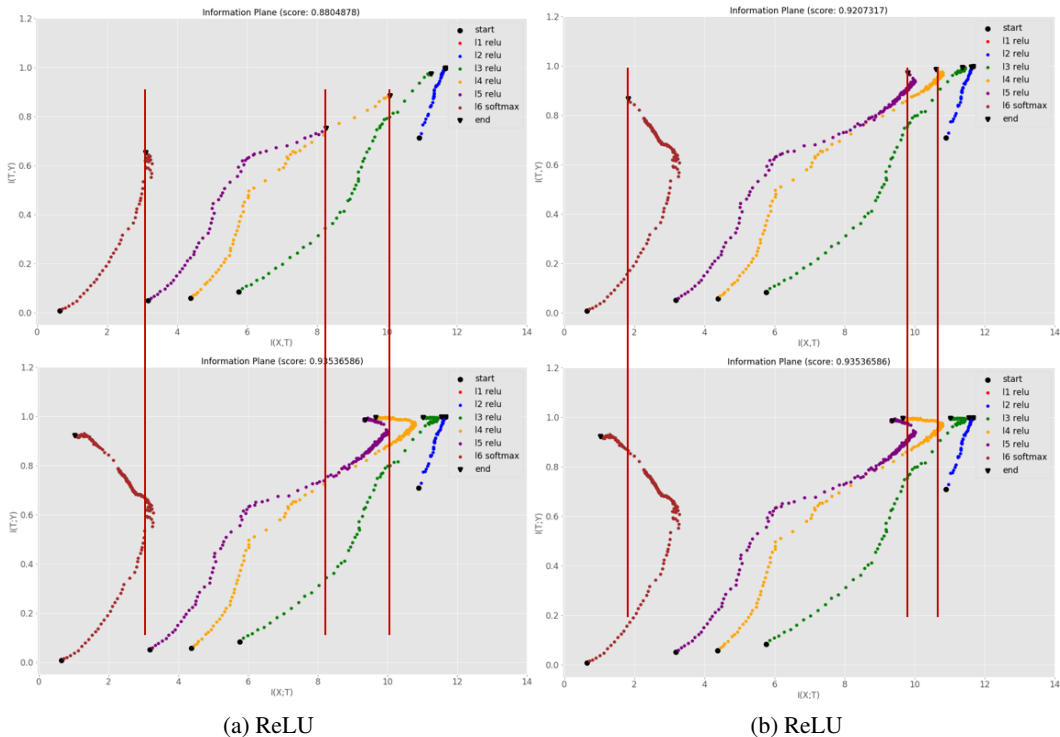 Information Plane (score: 0.8804878)
1.2
1.0
0.8
0.6
0.4
0.2
0.0
I(T,Y)
0 2 4 6 8 10 12 14
I(X,T)
start
l1 relu
l2 relu
l3 relu
l4 relu
l5 relu
l6 softmax
end
Information Plane (score: 0.9207317)
1.2
1.0
0.8
0.6
0.4
0.2
0.0
I(T,Y)
0 2 4 6 8 10 12 14
I(X,T)
start
l1 relu
l2 relu
l3 relu
l4 relu
l5 relu
l6 softmax
end
Information Plane (score: 0.93536586)
1.2
1.0
0.8
0.6
0.4
0.2
0.0
I(T;Y)
0 2 4 6 8 10 12 14
I(X;T)
start
l1 relu
l2 relu
l3 relu
l4 relu
l5 relu
l6 softmax
end
Information Plane (score: 0.93536586)
1.2
1.0
0.8
0.6
0.4
0.2
0.0
I(T;Y)
0 2 4 6 8 10 12 14
I(X;T)
start
l1 relu
l2 relu
l3 relu
l4 relu
l5 relu
l6 softmax
end
(a) ReLU
(b) ReLU